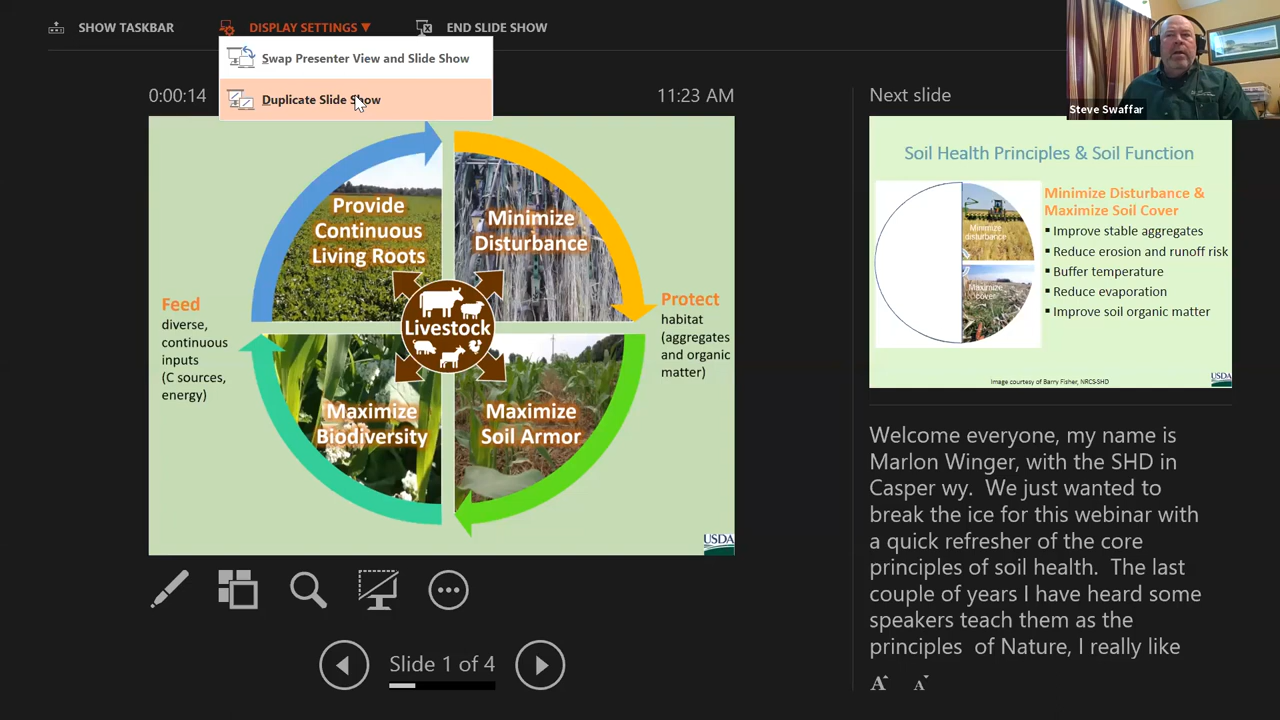 SHOW TASKBAR
DISPLAY SETTINGS ▼
END SLIDE SHOW
Swap Presenter View and Slide Show
Duplicate Slide Show
Steve Swaffar
0:00:14
11:23 AM
Provide
Continuous
Living Roots
Minimize
Disturbance
Feed
diverse,
continuous
inputs
(C sources,
energy)
Livestock
Protect
habitat
(aggregates
and organic
matter)
Maximize
Biodiversity
Maximize
Soil Armor
USDA
Slide 1 of 4
Next slide
Soil Health Principles & Soil Function
Minimize
disturbance
Maximize
cover
Minimize Disturbance &
Maximize Soil Cover
▪ Improve stable aggregates
▪ Reduce erosion and runoff risk
▪ Buffer temperature
▪ Reduce evaporation
▪ Improve soil organic matter
Image courtesy of Barry Fisher, NRCS-SHD
USDA
Welcome everyone, my name is
Marlon Winger, with the SHD in
Casper wy. We just wanted to
break the ice for this webinar with
a quick refresher of the core
principles of soil health. The last
couple of years I have heard some
speakers teach them as the
principles of Nature, I really like
A A